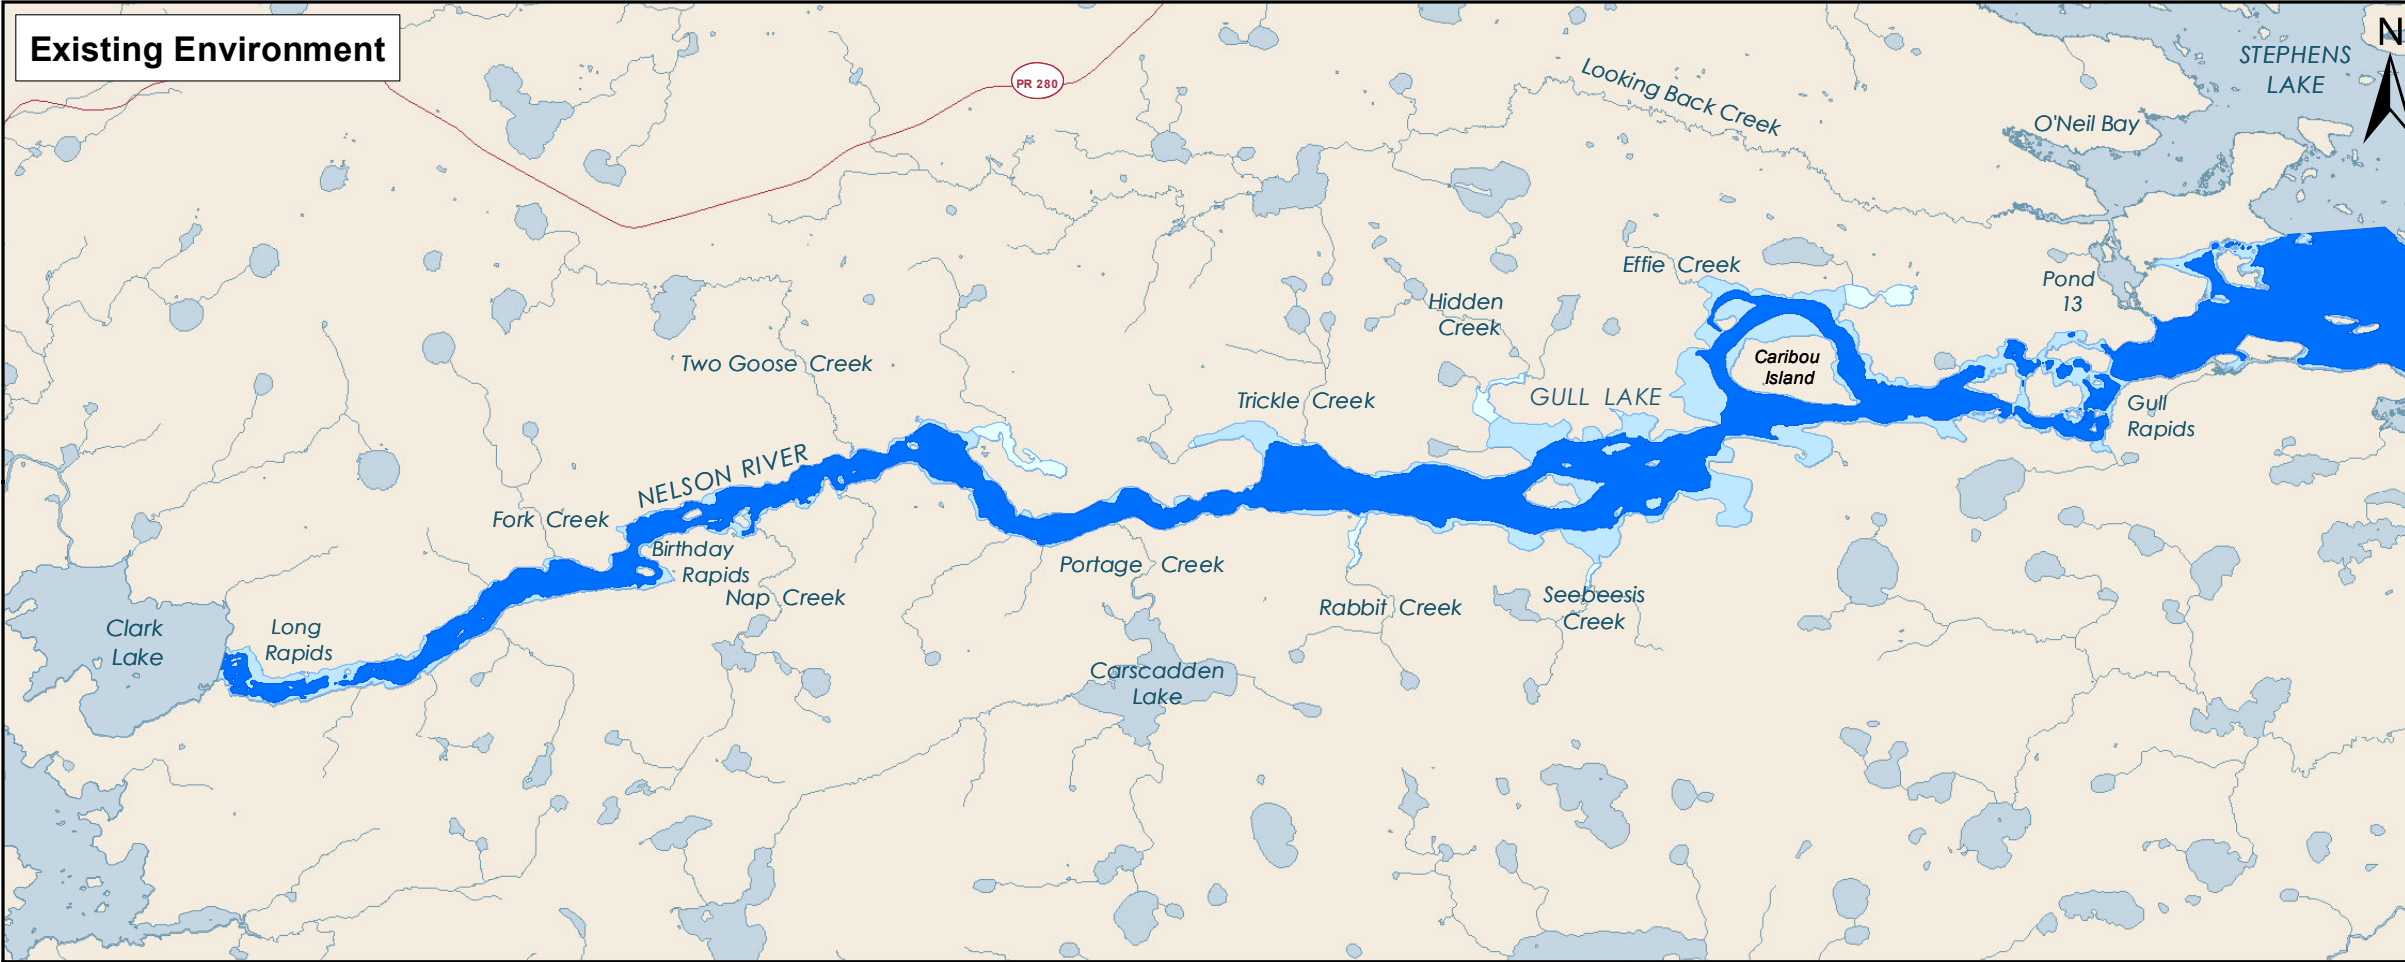 Existing Environment
N
STEPHENS
LAKE
PR 280
Looking Back Creek
O'Neil Bay
Effie Creek
Pond
13
Hidden
Creek
Caribou
Island
Two Goose Creek
GULL LAKE
Trickle Creek
Gull
Rapids
NELSON RIVER
Fork Creek
Birthday
Rapids
Portage Creek
Nap Creek
Seebeesis
Creek
Rabbit Creek
Clark
Lake
Long
Rapids
Carscadden
Lake